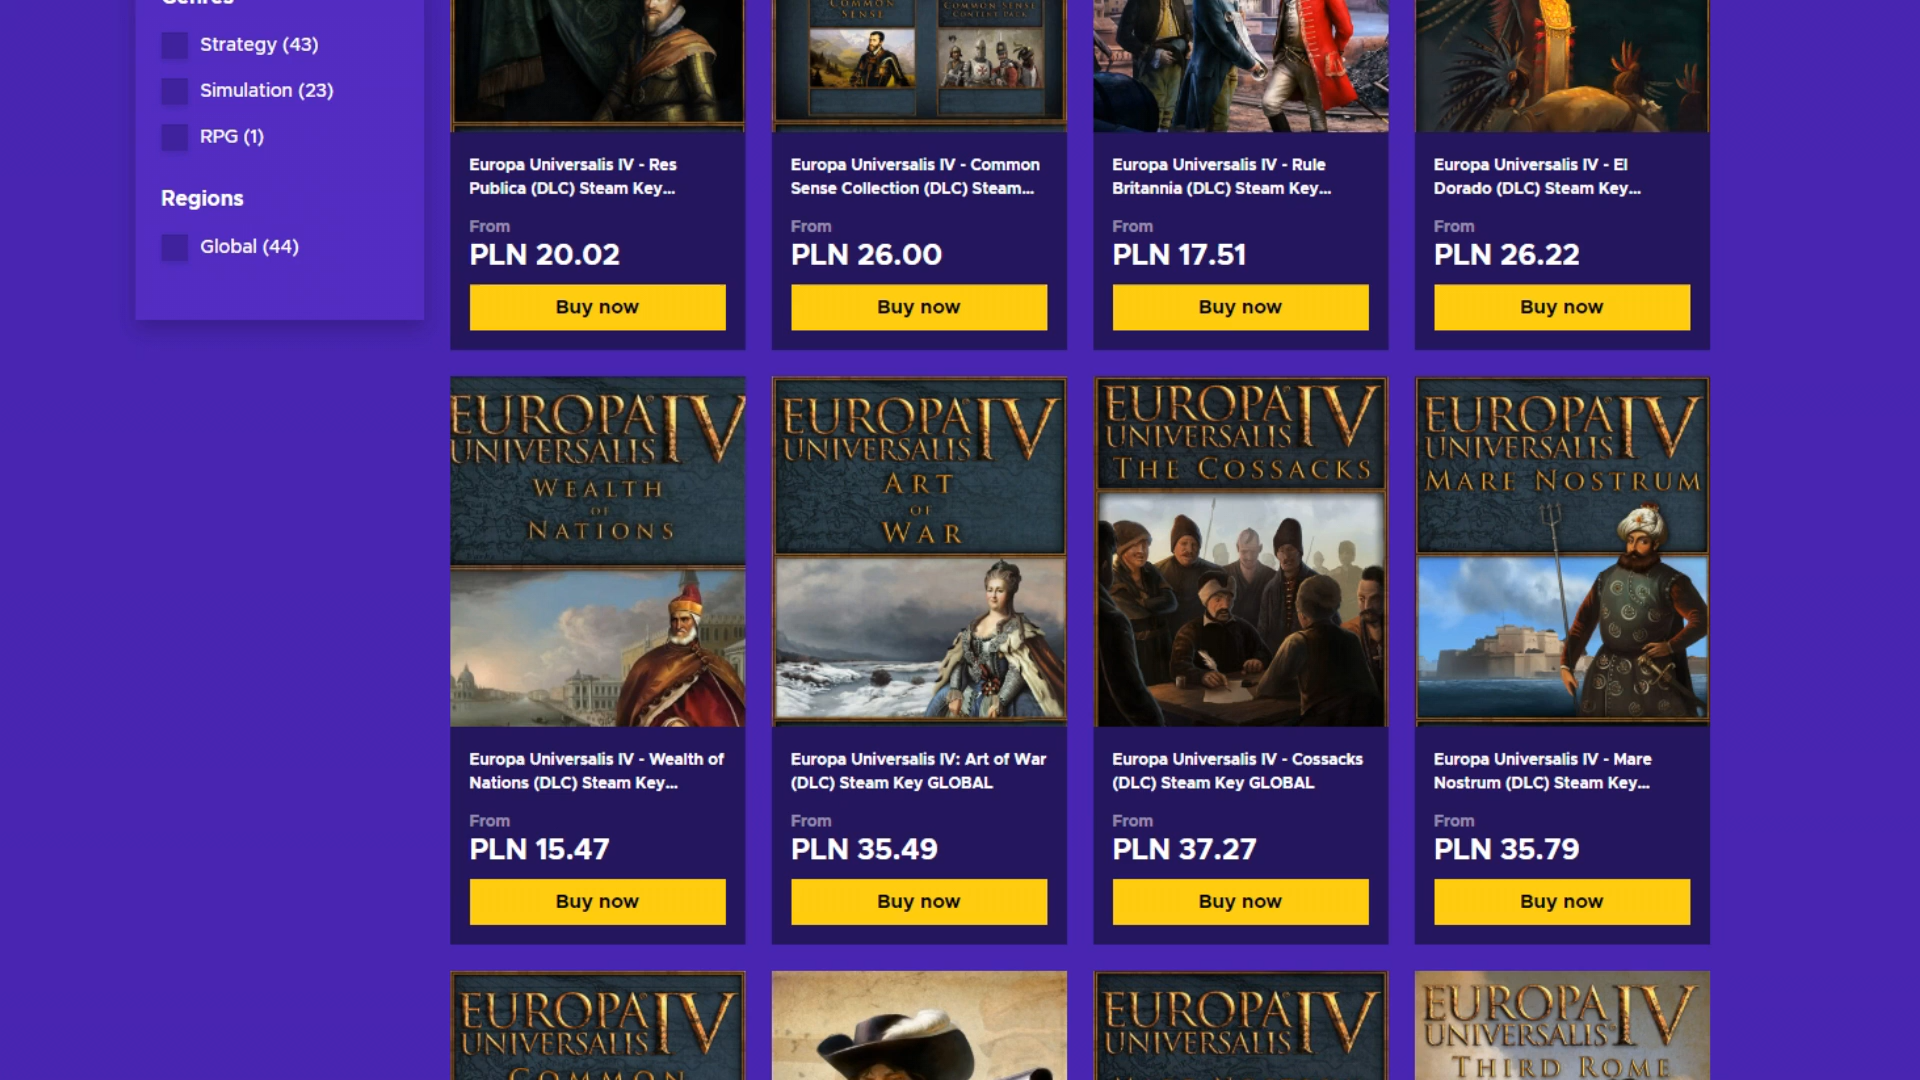 Genres
Strategy (43)
Simulation (23)
RPG (1)
Regions
Global (44)
COMMON
SENSE
COMMON SENSE
CONTENT PACK
Europa Universalis IV - Res
Publica (DLC) Steam Key...
From
PLN 20.02
Buy now
Europa Universalis IV - Common
Sense Collection (DLC) Steam...
From
PLN 26.00
Buy now
Europa Universalis IV - Rule
Britannia (DLC) Steam Key...
From
PLN 17.51
Buy now
Europa Universalis IV - El
Dorado (DLC) Steam Key...
From
PLN 26.22
Buy now
EUROPA IV
UNIVERSALIS
WEALTH
OF
NATIONS
Europa Universalis IV - Wealth of
Nations (DLC) Steam Key...
From
PLN 15.47
Buy now
EUROPA IV
UNIVERSALIS
ART
OF
WAR
Europa Universalis IV: Art of War
(DLC) Steam Key GLOBAL
From
PLN 35.49
Buy now
EUROPA IV
UNIVERSALIS
THE COSSACKS
Europa Universalis IV - Cossacks
(DLC) Steam Key GLOBAL
From
PLN 37.27
Buy now
EUROPA IV
UNIVERSALIS
MARE NOSTRUM
Europa Universalis IV - Mare
Nostrum (DLC) Steam Key...
From
PLN 35.79
Buy now
EUROPA IV
UNIVERSALIS
COMMON
EUROPA IV
UNIVERSALIS
EUROPA IV
UNIVERSALIS
THIRD ROME